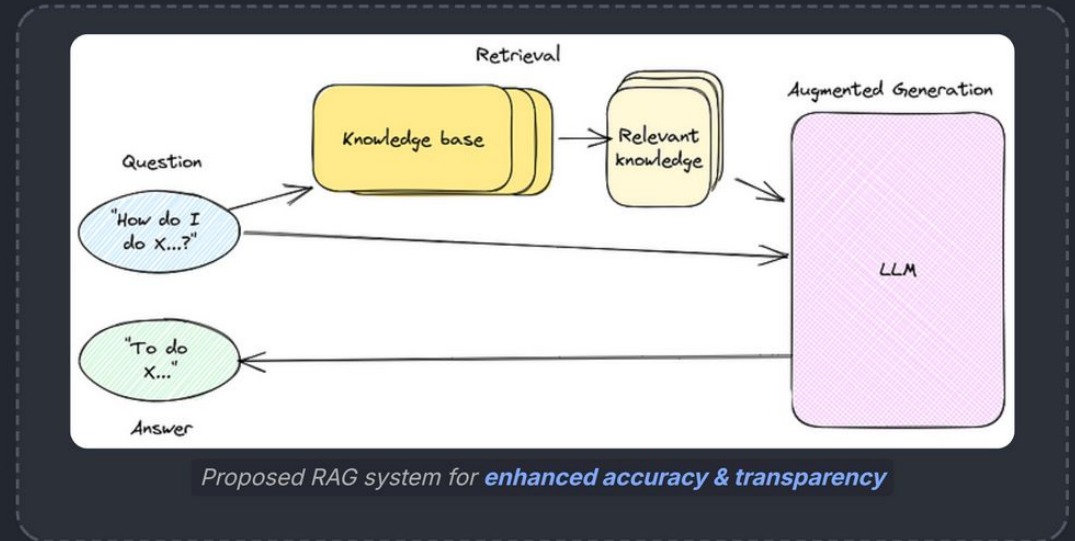 Retrieval
Augmented Generation
Knowledge base
Relevant
knowledge
Question
"How do I
do X...?"
LLM
"To do
X..."
Answer
Proposed RAG system for enhanced accuracy & transparency